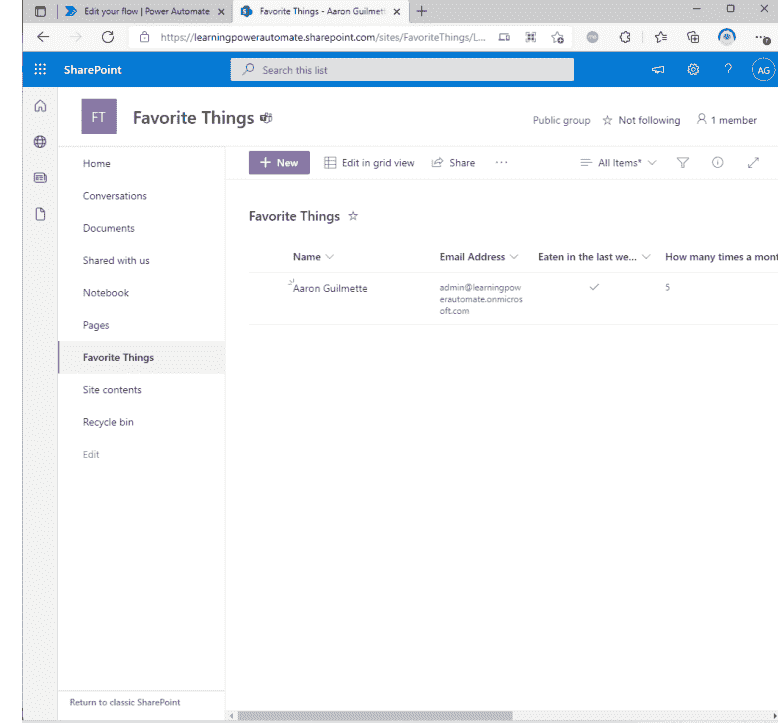 Edit your flow | Power Automate
Favorite Things - Aaron Guilmett
https://learningpowerautomate.sharepoint.com/sites/FavoriteThings/L...
SharePoint
Search this list
AG
FT
Favorite Things
Public group
Not following
1 member
Home
Conversations
Documents
Shared with us
Notebook
Pages
Favorite Things
Site contents
Recycle bin
Edit
Return to classic SharePoint
+ New
Edit in grid view
Share
...
All Items*
Favorite Things
Name
Email Address
Eaten in the last we...
How many times a mont
Aaron Guilmette
admin@learningpow
erautomate.onmicros
oft.com
5